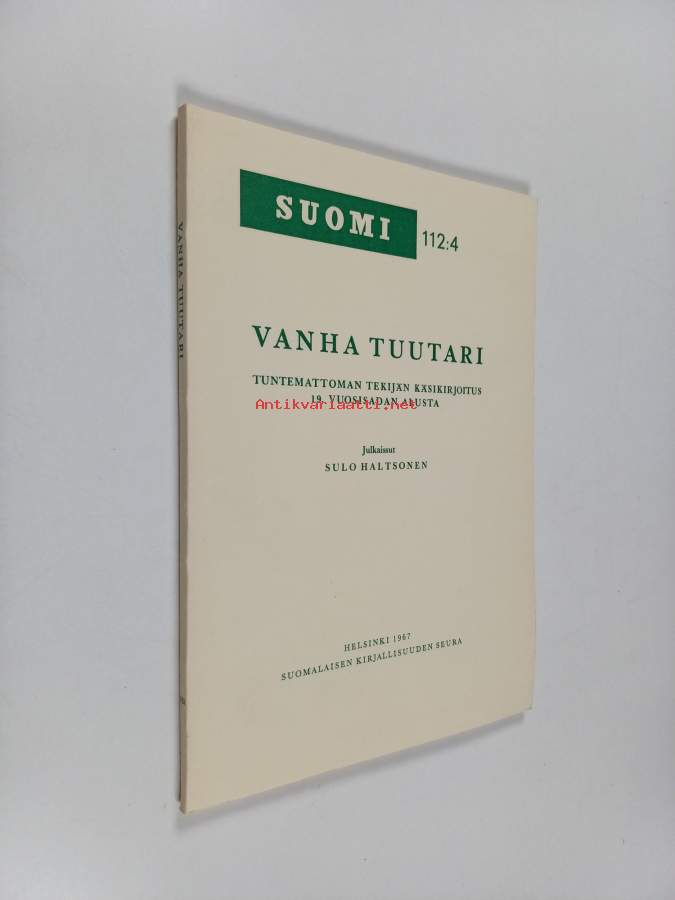 SUOMI
112:4
VANHA TUUTARI
TUNTEMATTOMAN TEKIJÄN KÄSIKIRJOITUS
19. VUOSISADAN ALUSTA
Antikvariaatti.net
Julkaissut
SULO HALTSONEN
HELSINKI 1967
SUOMALAISEN KIRJALLISUUDEN SEURA
VANHA TUUTARI